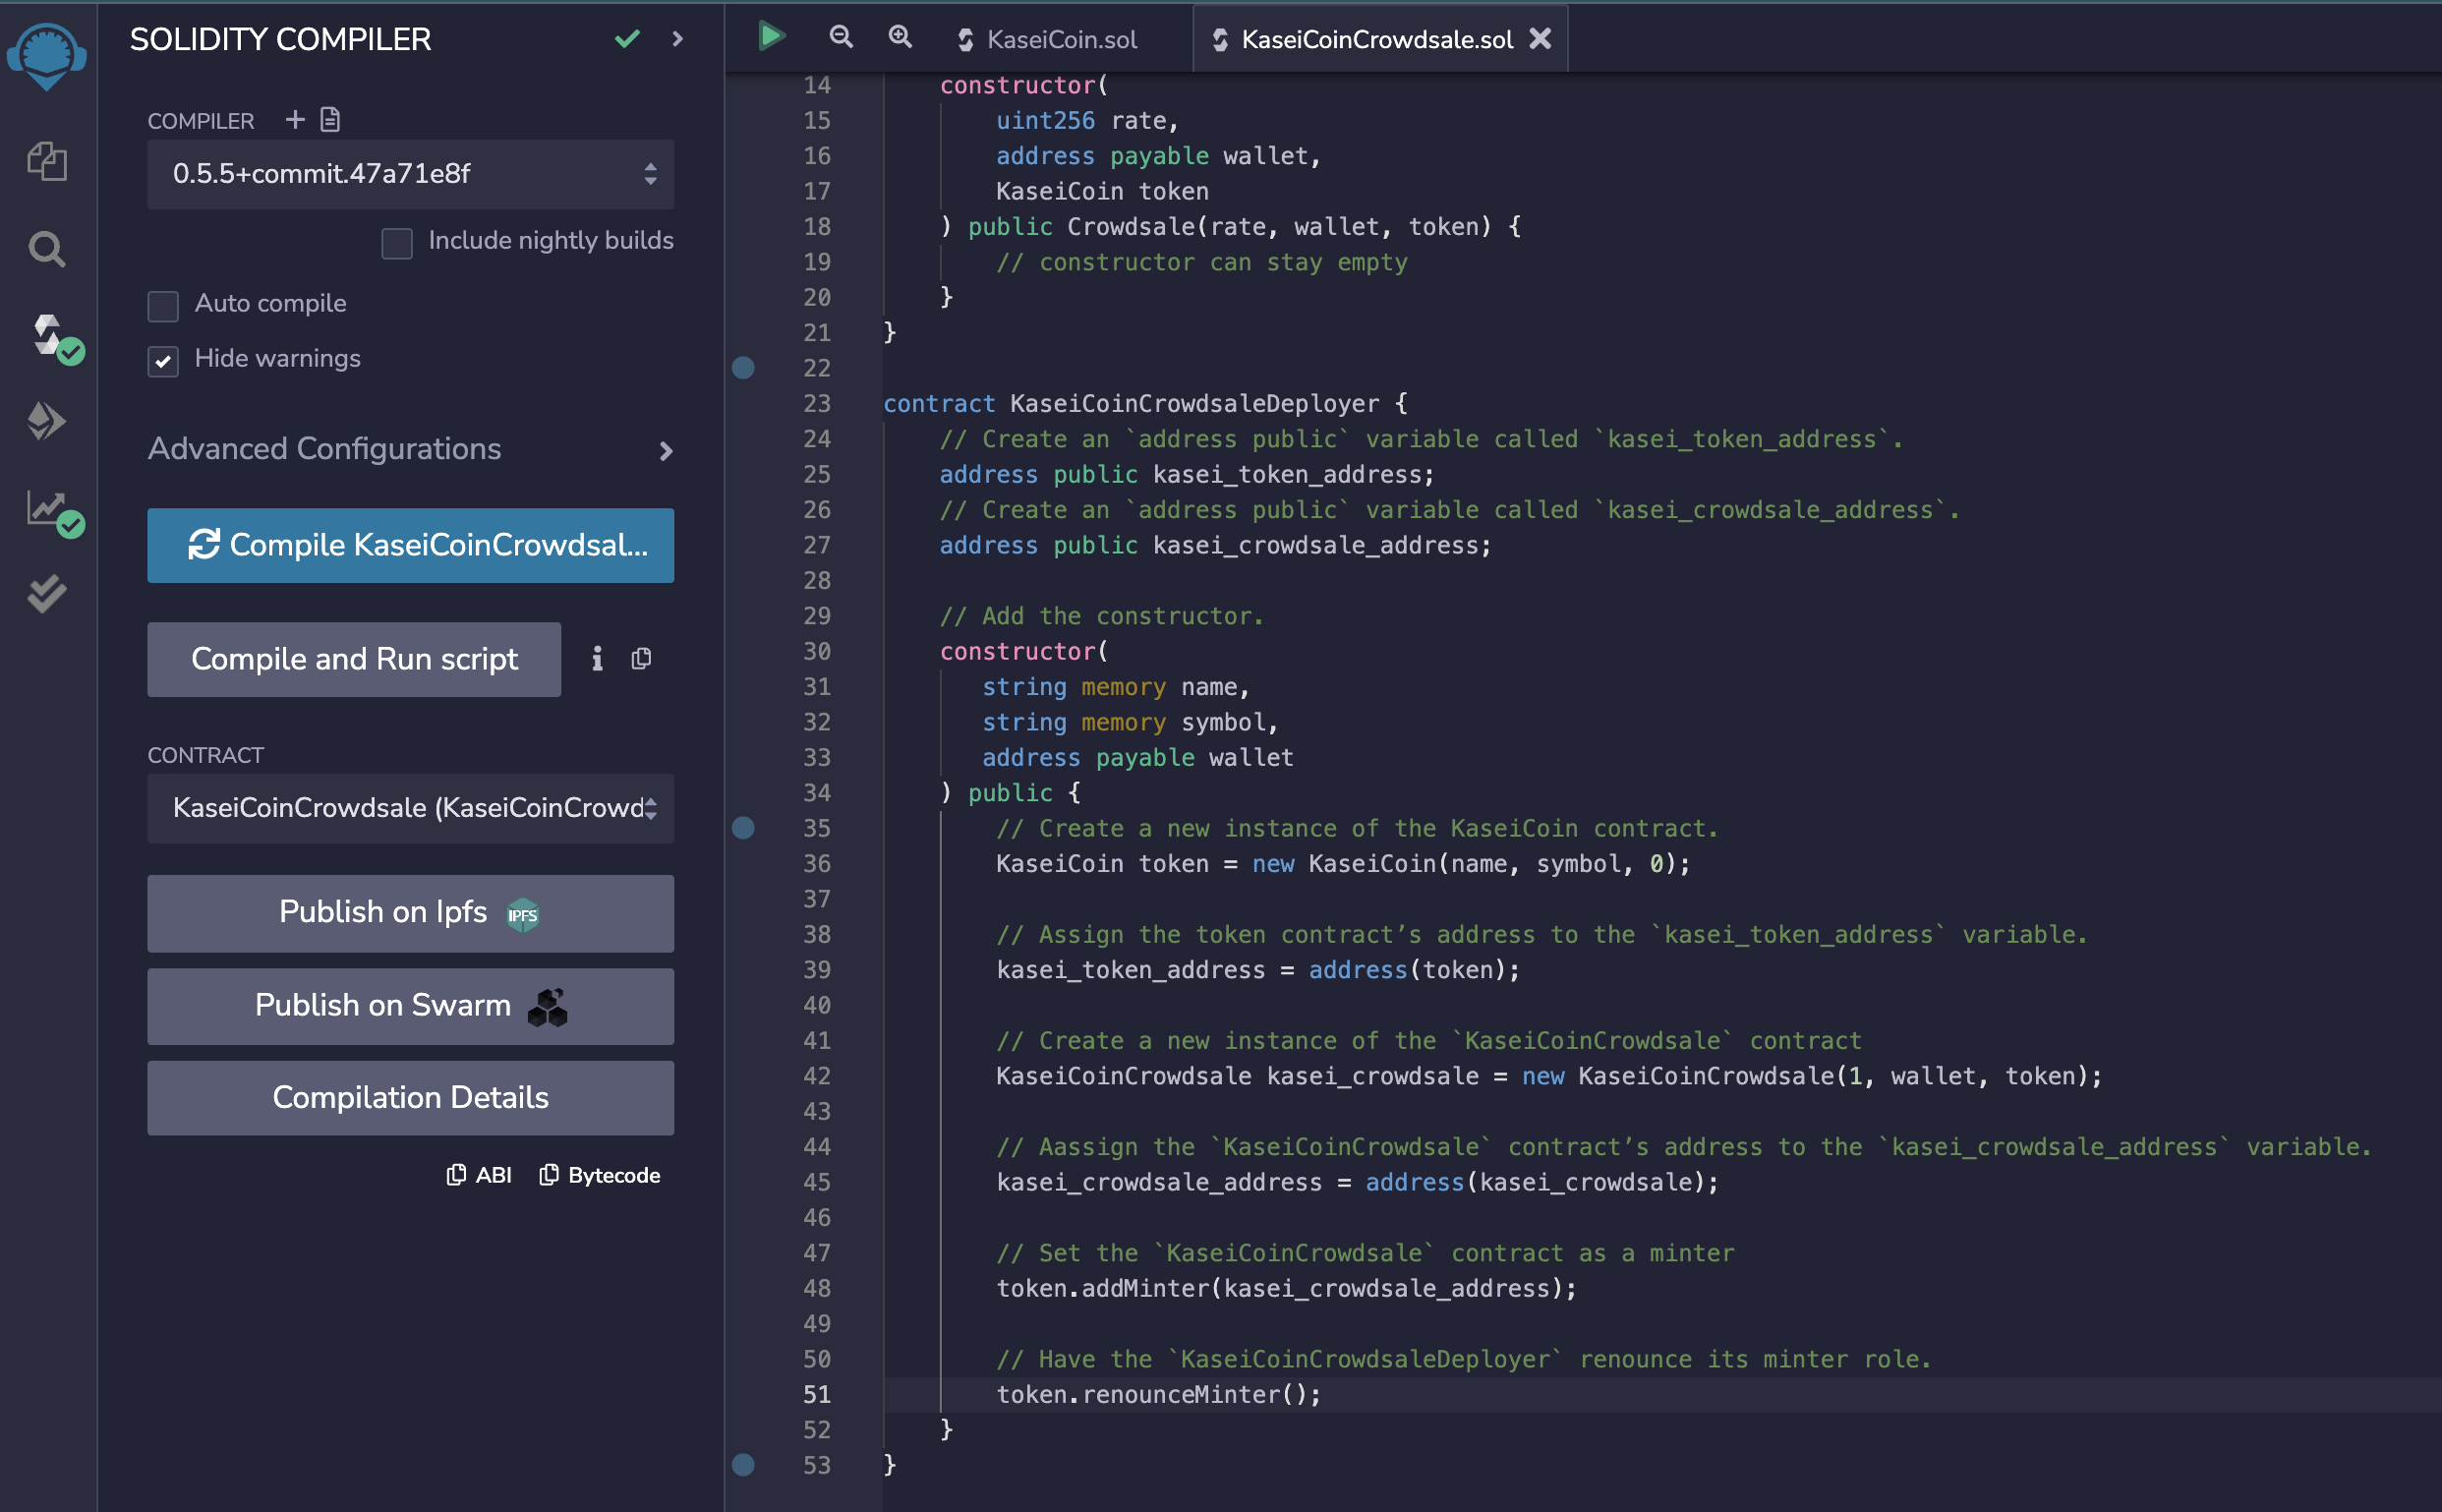 SOLIDITY COMPILER
COMPILER
0.5.5+commit.47a71e8f
Include nightly builds
Auto compile
Hide warnings
Advanced Configurations
Compile KaseiCoinCrowdsal...
Compile and Run script
CONTRACT
KaseiCoinCrowdsale (KaseiCoinCrowd
Publish on Ipfs IPFS
Publish on Swarm
Compilation Details
ABI Bytecode
KaseiCoin.sol KaseiCoinCrowdsale.sol
14 constructor(
15 uint256 rate,
16 address payable wallet,
17 KaseiCoin token
18 ) public Crowdsale(rate, wallet, token) {
19 // constructor can stay empty
20 }
21 }
22
23 contract KaseiCoinCrowdsaleDeployer {
24 // Create an `address public` variable called `kasei_token_address`.
25 address public kasei_token_address;
26 // Create an `address public` variable called `kasei_crowdsale_address`.
27 address public kasei_crowdsale_address;
28
29 // Add the constructor.
30 constructor(
31 string memory name,
32 string memory symbol,
33 address payable wallet
34 ) public {
35 // Create a new instance of the KaseiCoin contract.
36 KaseiCoin token = new KaseiCoin(name, symbol, 0);
37
38 // Assign the token contract’s address to the `kasei_token_address` variable.
39 kasei_token_address = address(token);
40
41 // Create a new instance of the `KaseiCoinCrowdsale` contract
42 KaseiCoinCrowdsale kasei_crowdsale = new KaseiCoinCrowdsale(1, wallet, token);
43
44 // Aassign the `KaseiCoinCrowdsale` contract’s address to the `kasei_crowdsale_address` variable.
45 kasei_crowdsale_address = address(kasei_crowdsale);
46
47 // Set the `KaseiCoinCrowdsale` contract as a minter
48 token.addMinter(kasei_crowdsale_address);
49
50 // Have the `KaseiCoinCrowdsaleDeployer` renounce its minter role.
51 token.renounceMinter();
52 }
53 }